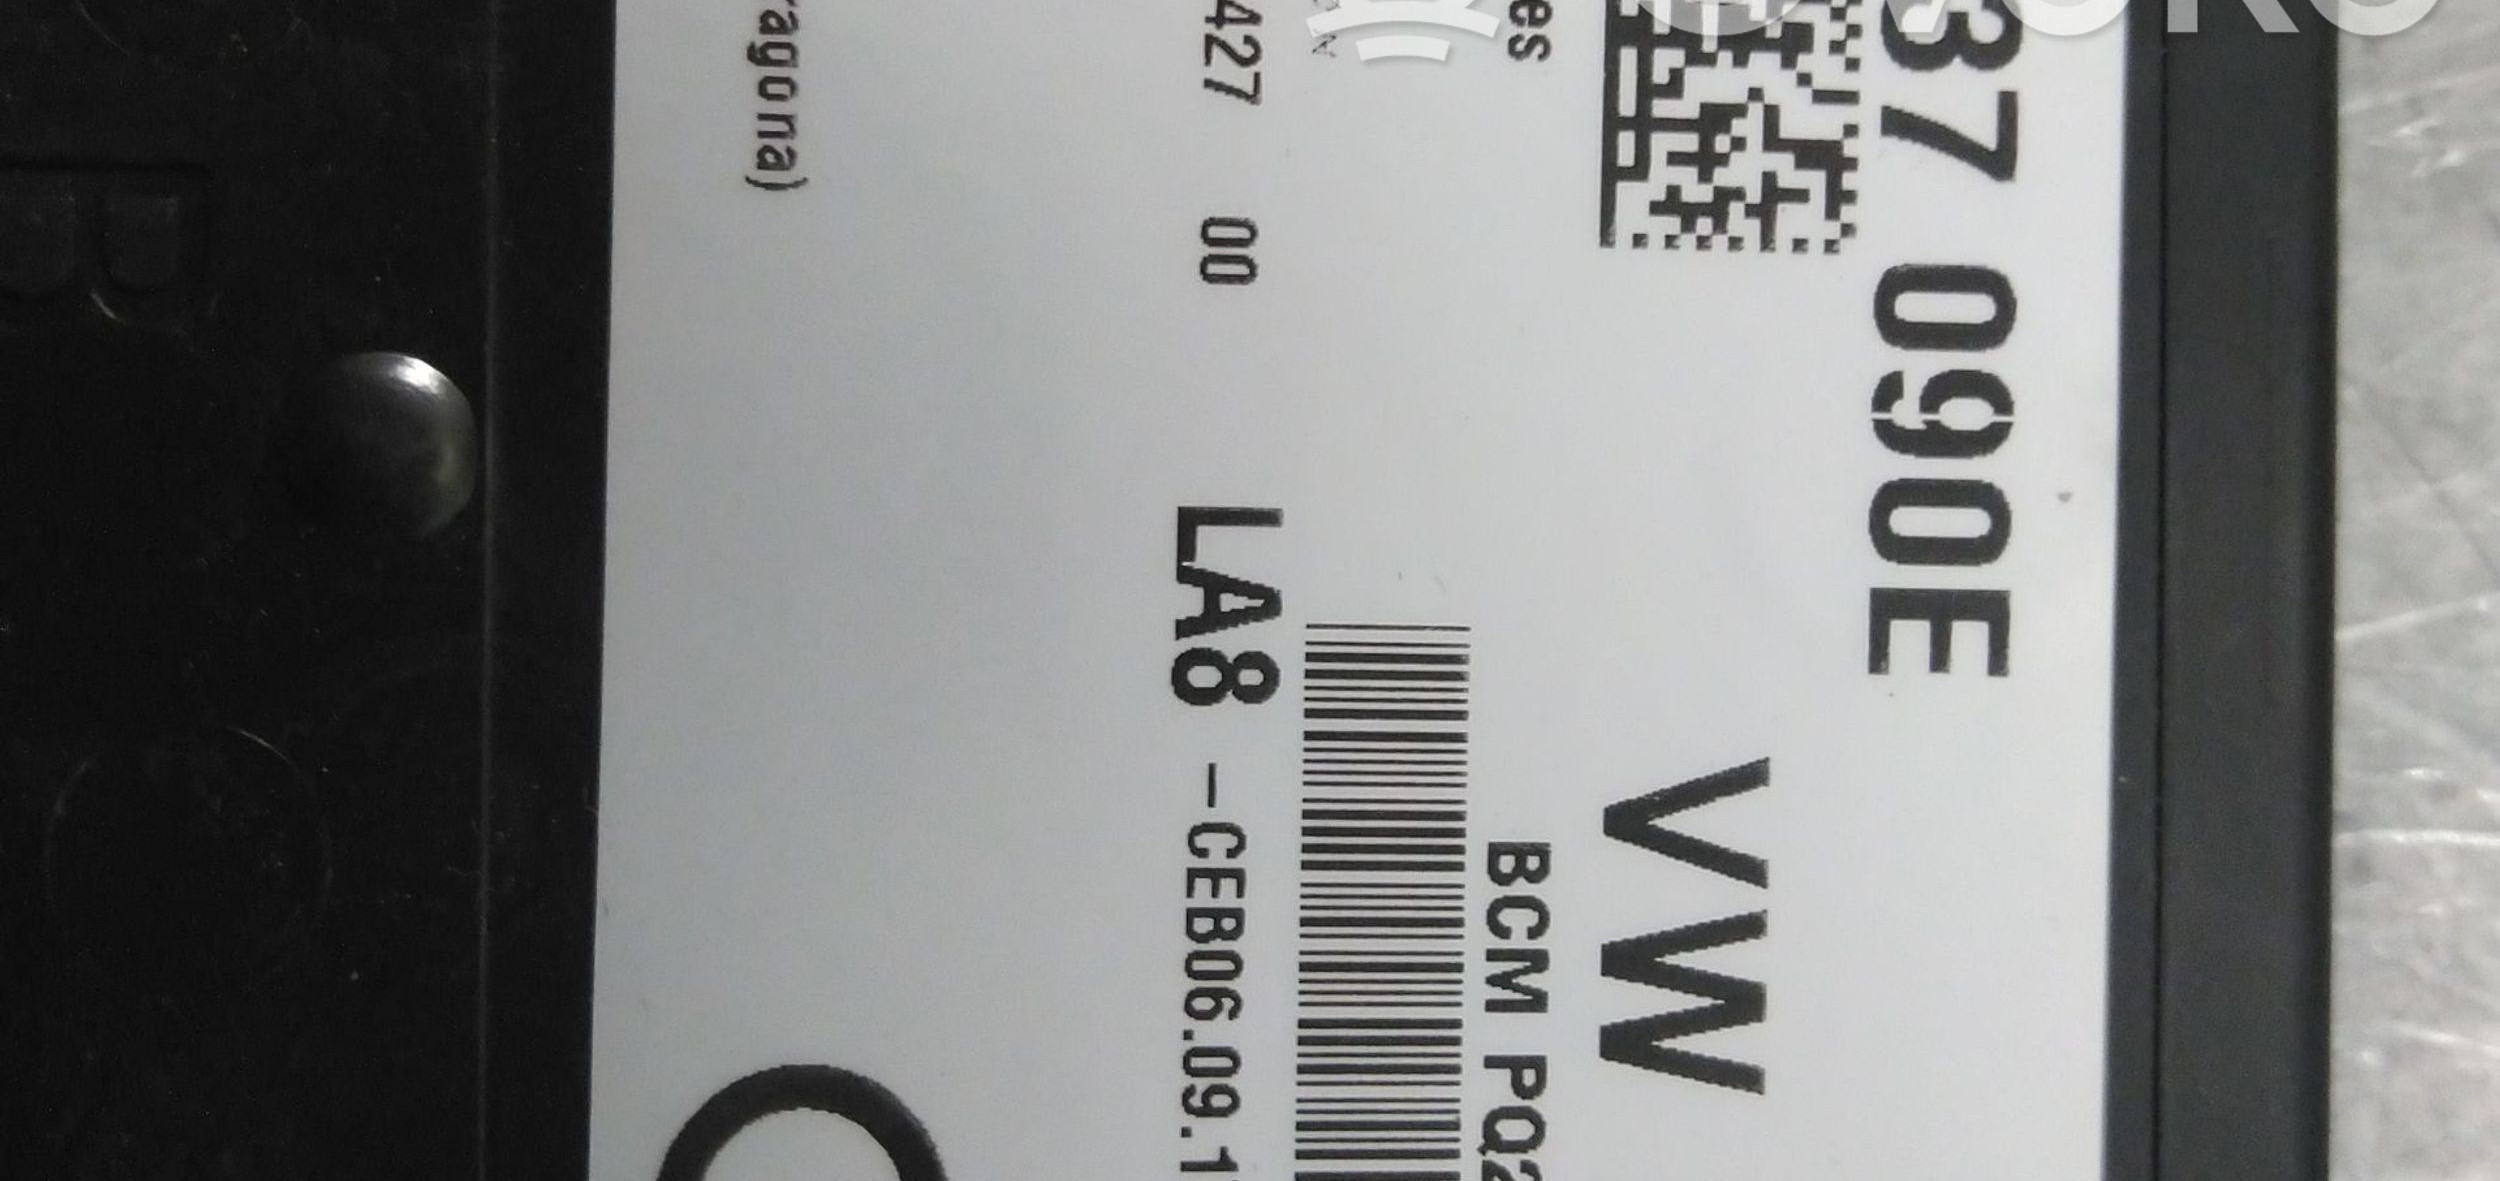 37 090E
VW
es BCM PQ2
427 00 LA8 -CEB06.09.1
ragona)